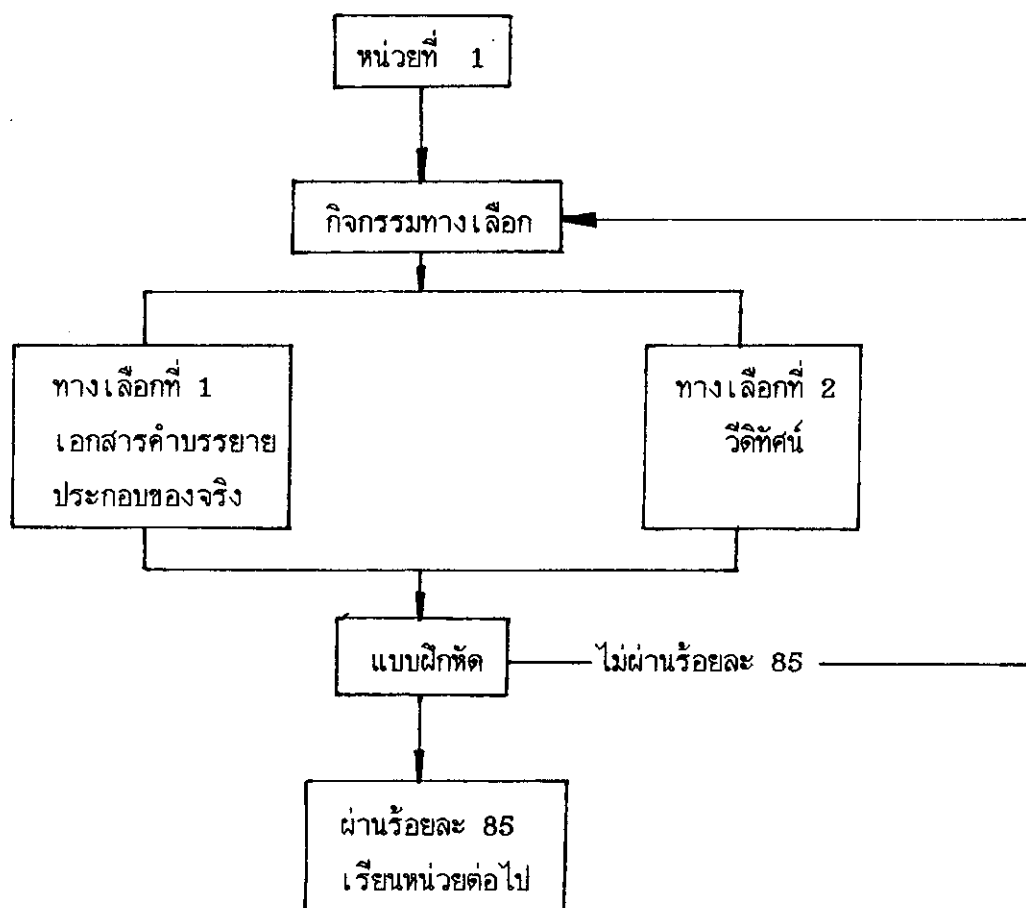 หน่วยที่ 1
กิจกรรมทางเลือก
ทางเลือกที่ 1
เอกสารคำบรรยาย
ประกอบของจริง
ทางเลือกที่ 2
วีดิทัศน์
แบบฝึกหัด
ไม่ผ่านร้อยละ 85
ผ่านร้อยละ 85
เรียนหน่วยต่อไป